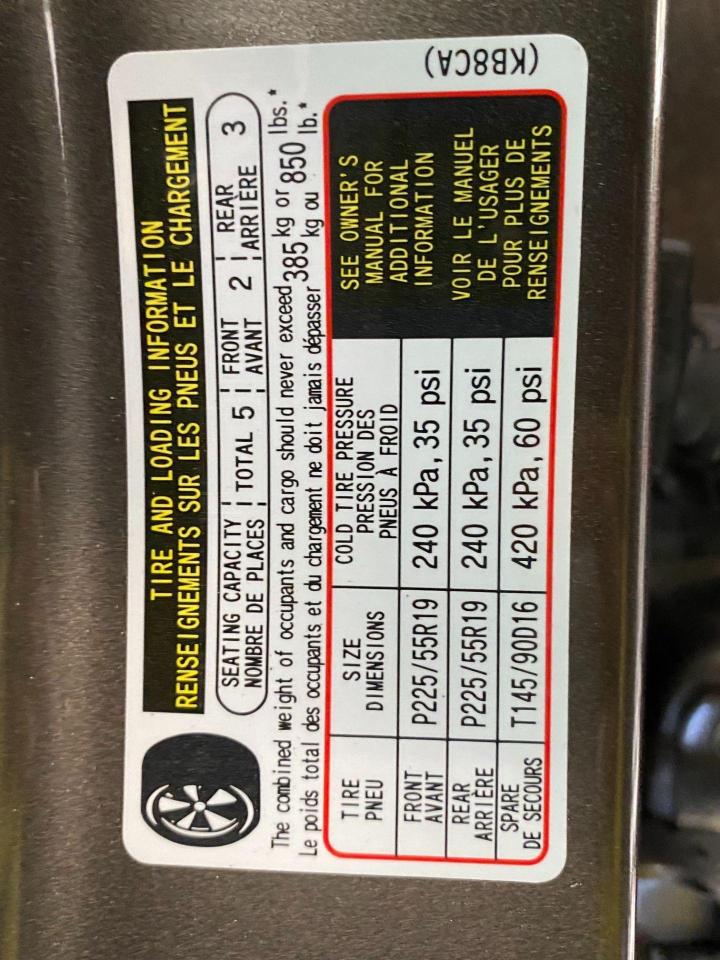 TIRE AND LOADING INFORMATION
RENSEIGNEMENTS SUR LES PNEUS ET LE CHARGEMENT
SEATING CAPACITY TOTAL 5 FRONT 2 REAR 3
NOMBRE DE PLACES AVANT ARRIÈRE
The combined weight of occupants and cargo should never exceed 385 kg or 850 lbs.*
Le poids total des occupants et du chargement ne doit jamais dépasser kg ou lb.*
TIRE SIZE COLD TIRE PRESSURE
PNEU DIMENSIONS PRESSION DES
PNEUS À FROID
FRONT P225/55R19 240 kPa, 35 psi
AVANT
REAR P225/55R19 240 kPa, 35 psi
ARRIÈRE
SPARE T145/90D16 420 kPa, 60 psi
DE SECOURS
SEE OWNER'S
MANUAL FOR
ADDITIONAL
INFORMATION
VOIR LE MANUEL
DE L'USAGER
POUR PLUS DE
RENSEIGNEMENTS
(KB8CA)